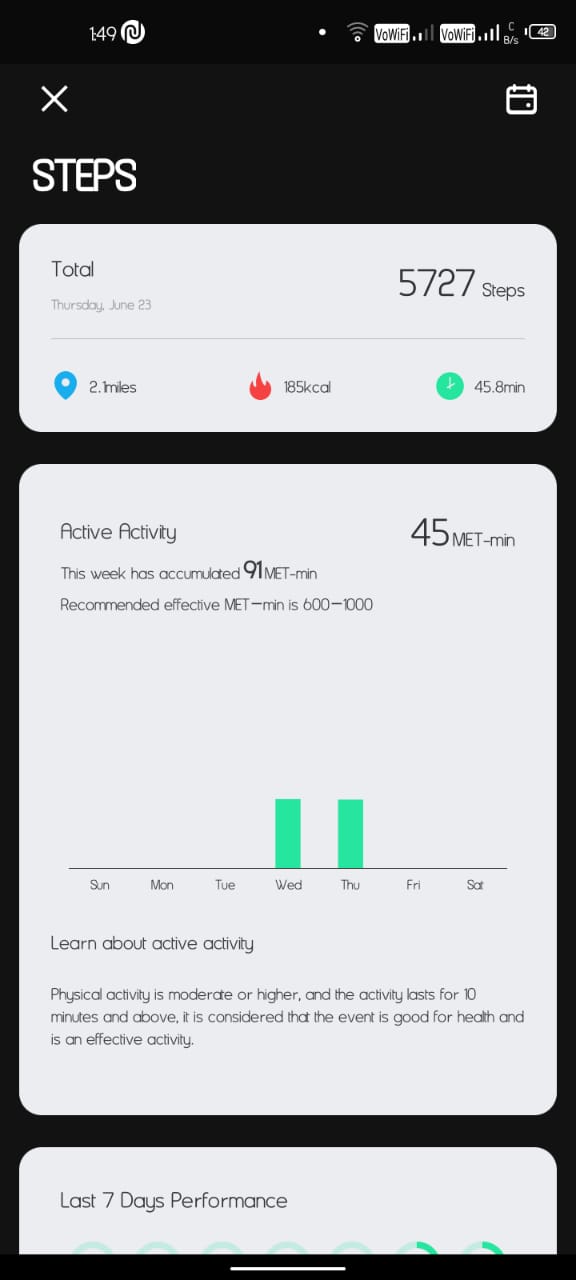 1:49
VoWiFi VoWiFi C B/s 42
STEPS
Total
5727 Steps
Thursday, June 23
2.1miles 185kcal 45.8min
Active Activity
45 MET-min
This week has accumulated 91 MET-min
Recommended effective MET-min is 600-1000
Sun Mon Tue Wed Thu Fri Sat
Learn about active activity
Physical activity is moderate or higher, and the activity lasts for 10
minutes and above, it is considered that the event is good for health and
is an effective activity.
Last 7 Days Performance